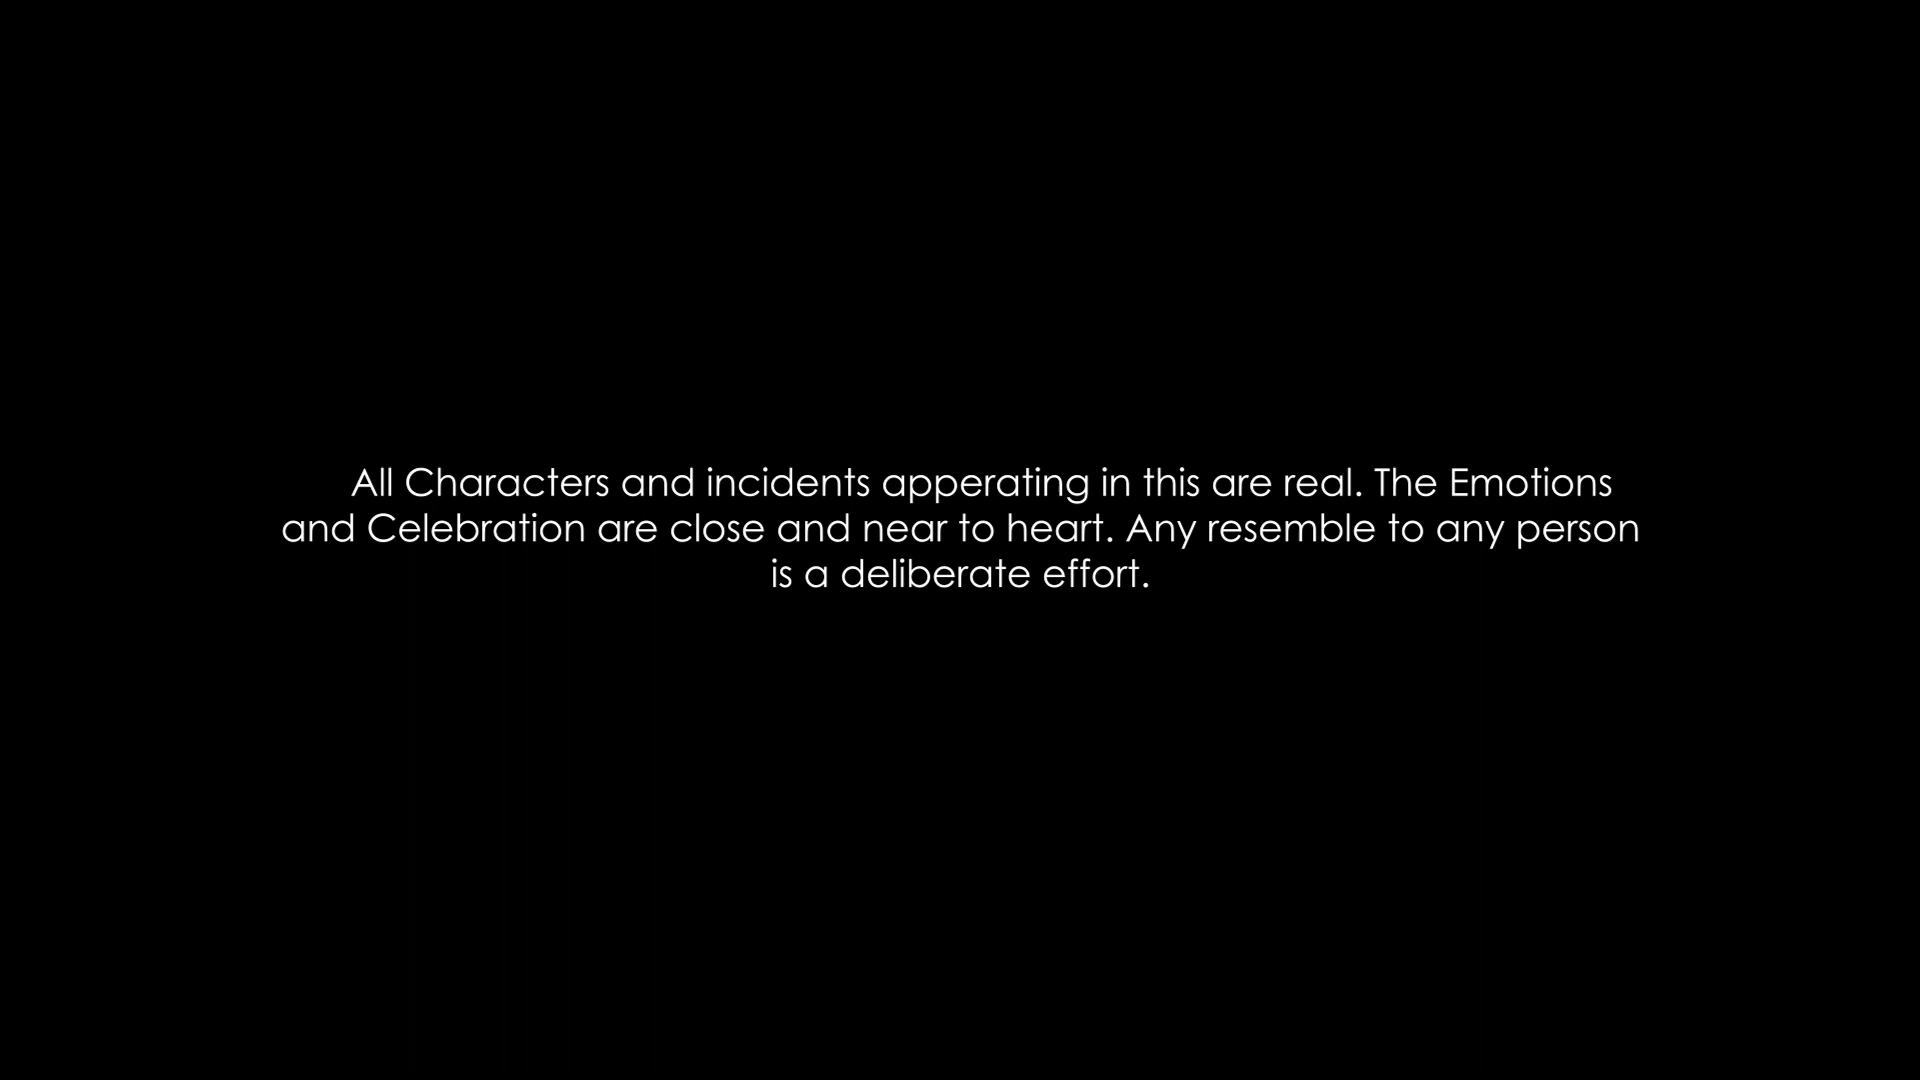 All Characters and incidents apperating in this are real. The Emotions
and Celebration are close and near to heart. Any resemble to any person
is a deliberate effort.